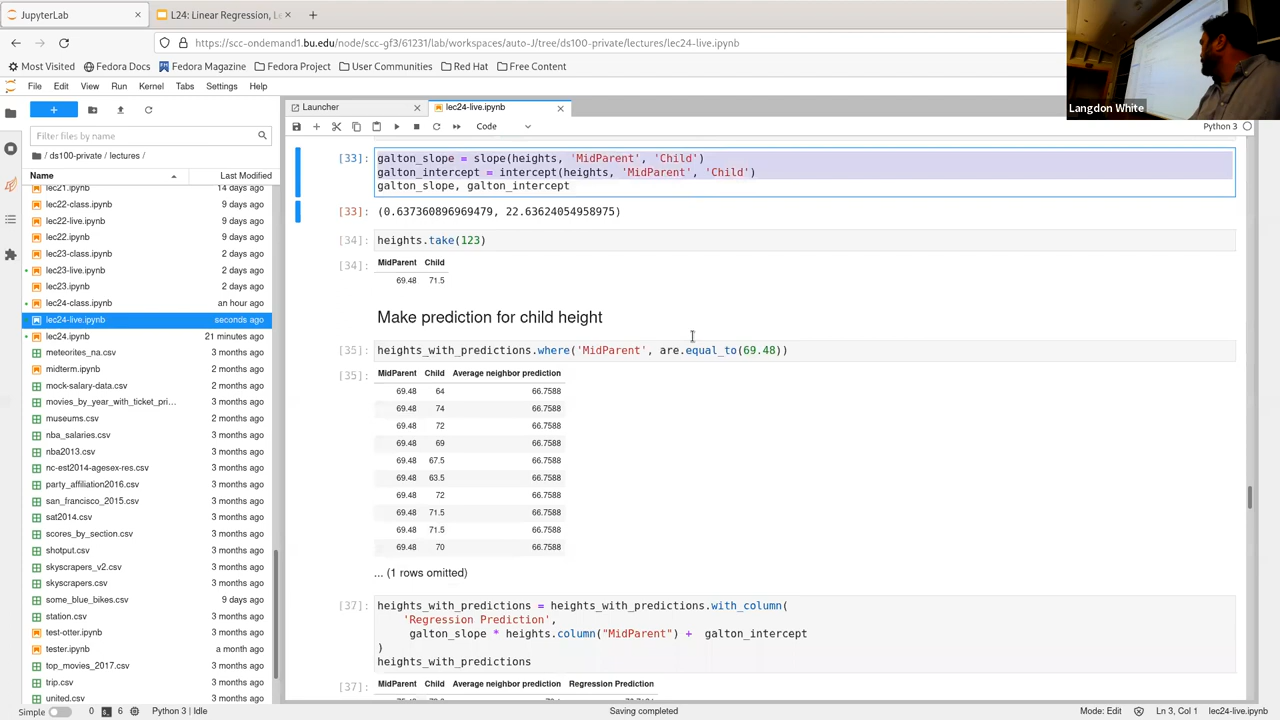 JupyterLab
L24: Linear Regression, Le
https://scc-ondemand1.bu.edu/node/scc-gf3/61231/lab/workspaces/auto-J/tree/ds100-private/lectures/lec24-live.ipynb
Most Visited
Fedora Docs
Fedora Magazine
Fedora Project
User Communities
Red Hat
Fedora Project
Langdon White
File Edit View Run Kernel Tabs Settings Help
Filter files by name
/ ds100-private / lectures /
Name Last Modified
lec21.ipynb 14 days ago
lec22-class.ipynb 9 days ago
lec22-live.ipynb 9 days ago
lec22.ipynb 9 days ago
lec23-class.ipynb 2 days ago
lec23-live.ipynb 2 days ago
lec23.ipynb 2 days ago
lec24-class.ipynb an hour ago
lec24-live.ipynb seconds ago
lec24.ipynb 21 minutes ago
meteorites_na.csv 3 months ago
midterm.ipynb 2 months ago
mock-salary-data.csv 3 months ago
movies_by_year_with_ticket_pri... 3 months ago
museums.csv 2 months ago
nba_salaries.csv 3 months ago
nba2013.csv 3 months ago
nc-est2014-agesex-res.csv 3 months ago
party_affiliation2016.csv 3 months ago
san_francisco_2015.csv 3 months ago
sat2014.csv 3 months ago
scores_by_section.csv 3 months ago
shotput.csv 3 months ago
skyscrapers_v2.csv 3 months ago
skyscrapers.csv 3 months ago
some_blue_bikes.csv 9 days ago
station.csv 3 months ago
test-otter.ipynb 2 months ago
tester.ipynb a month ago
top_movies_2017.csv 3 months ago
trip.csv 3 months ago
united.csv 3 months ago
Launcher
lec24-live.ipynb
Code
Python 3
[33]: galton_slope = slope(heights, 'MidParent', 'Child')
galton_intercept = intercept(heights, 'MidParent', 'Child')
galton_slope, galton_intercept
[33]: (0.637360896969479, 22.63624054958975)
[34]: heights.take(123)
[34]: MidParent Child
69.48 71.5
Make prediction for child height
[35]: heights_with_predictions.where('MidParent', are.equal_to(69.48))
[35]: MidParent Child Average neighbor prediction
69.48 64 66.7588
69.48 74 66.7588
69.48 72 66.7588
69.48 69 66.7588
69.48 67.5 66.7588
69.48 63.5 66.7588
69.48 72 66.7588
69.48 71.5 66.7588
69.48 71.5 66.7588
69.48 70 66.7588
... (1 rows omitted)
[37]: heights_with_predictions = heights_with_predictions.with_column(
'Regression Prediction',
galton_slope * heights.column("MidParent") + galton_intercept
)
heights_with_predictions
[37]: MidParent Child Average neighbor prediction Regression Prediction
Simple 0 6 Python 3 | Idle
Saving completed
Mode: Edit
Ln 3, Col 1
lec24-live.ipynb